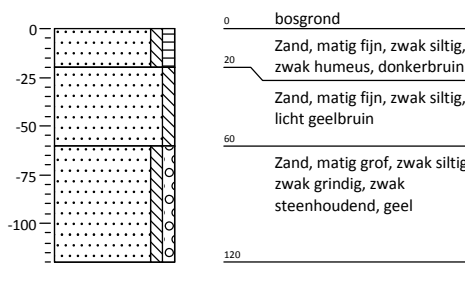 0
-25
-50
-75
-100
0 bosgrond
Zand, matig fijn, zwak siltig,
20 zwak humeus, donkerbruin
Zand, matig fijn, zwak siltig,
licht geelbruin
60
Zand, matig grof, zwak siltig
zwak grindig, zwak
steenhoudend, geel
120